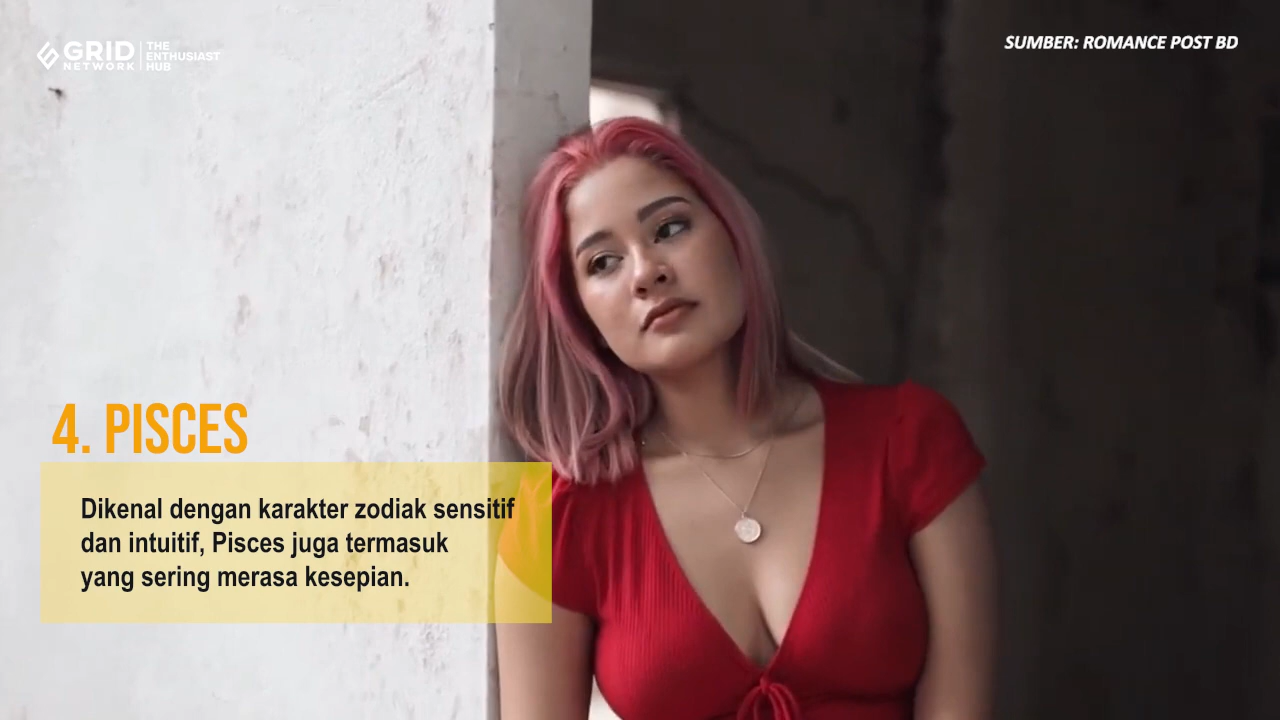 GRID
NETWORK
THE
ENTHUSIAST
HUB
SUMBER: ROMANCE POST BD
4. PISCES
Dikenal dengan karakter zodiak sensitif
dan intuitif, Pisces juga termasuk
yang sering merasa kesepian.